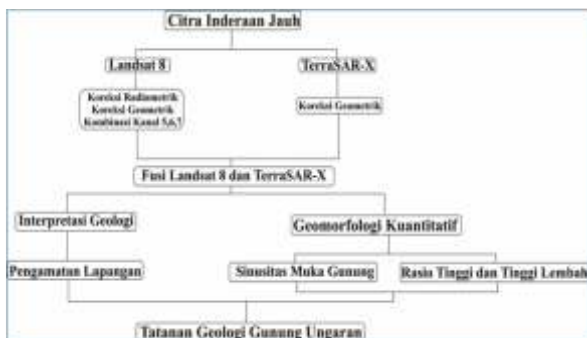 Citra Inderaan Jauh
Landsat 8
TerraSAR-X
Koreksi Radiometrik
Koreksi Geometrik
Kombinasi Kanal 5,6,7
Koreksi Geometrik
Fusi Landsat 8 dan TerraSAR-X
Interpretasi Geologi
Geomorfologi Kuantitatif
Pengamatan Lapangan
Sinusitas Muka Gunung
Rasio Tinggi dan Tinggi Lembah
Tatanan Geologi Gunung Ungaran